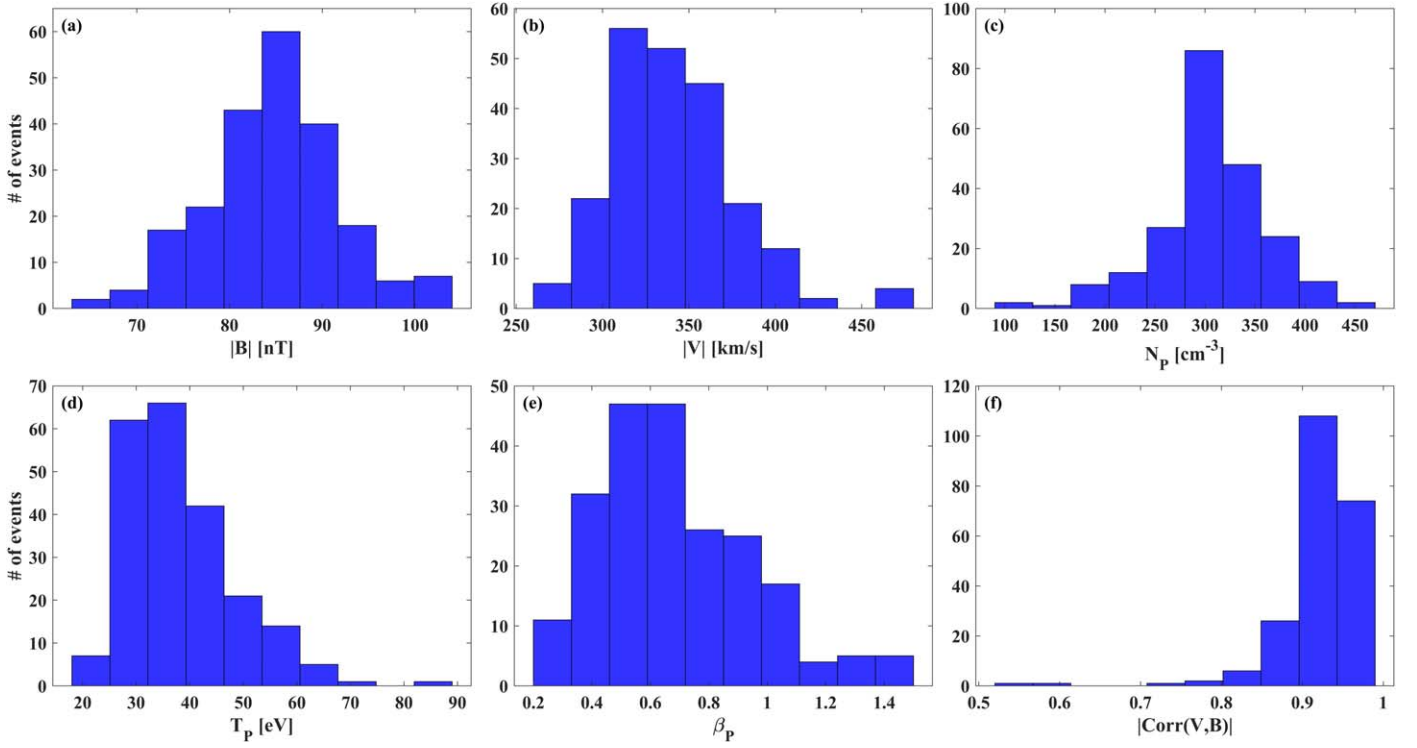 (a)
# of events
60
50
40
30
20
10
0
70 80 90 100
|B| [nT]
(b)
60
50
40
30
20
10
0
250 300 350 400 450
|V| [km/s]
(c)
100
80
60
40
20
0
100 150 200 250 300 350 400 450
N_P [cm^-3]
(d)
# of events
70
60
50
40
30
20
10
0
20 30 40 50 60 70 80 90
T_P [eV]
(e)
50
40
30
20
10
0
0.2 0.4 0.6 0.8 1 1.2 1.4
β_P
(f)
120
100
80
60
40
20
0
0.5 0.6 0.7 0.8 0.9 1
|Corr(V,B)|